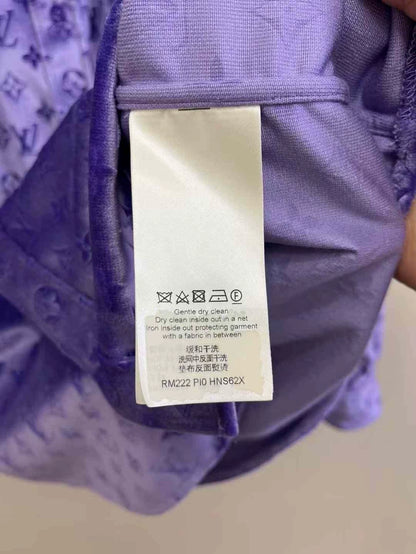 Gentle dry clean
Dry clean inside out in a net
Iron inside out protecting garment
with a fabric in between
缓和干洗
洗网中反面干洗
垫布反面熨烫
RM222 PI0 HNS62X